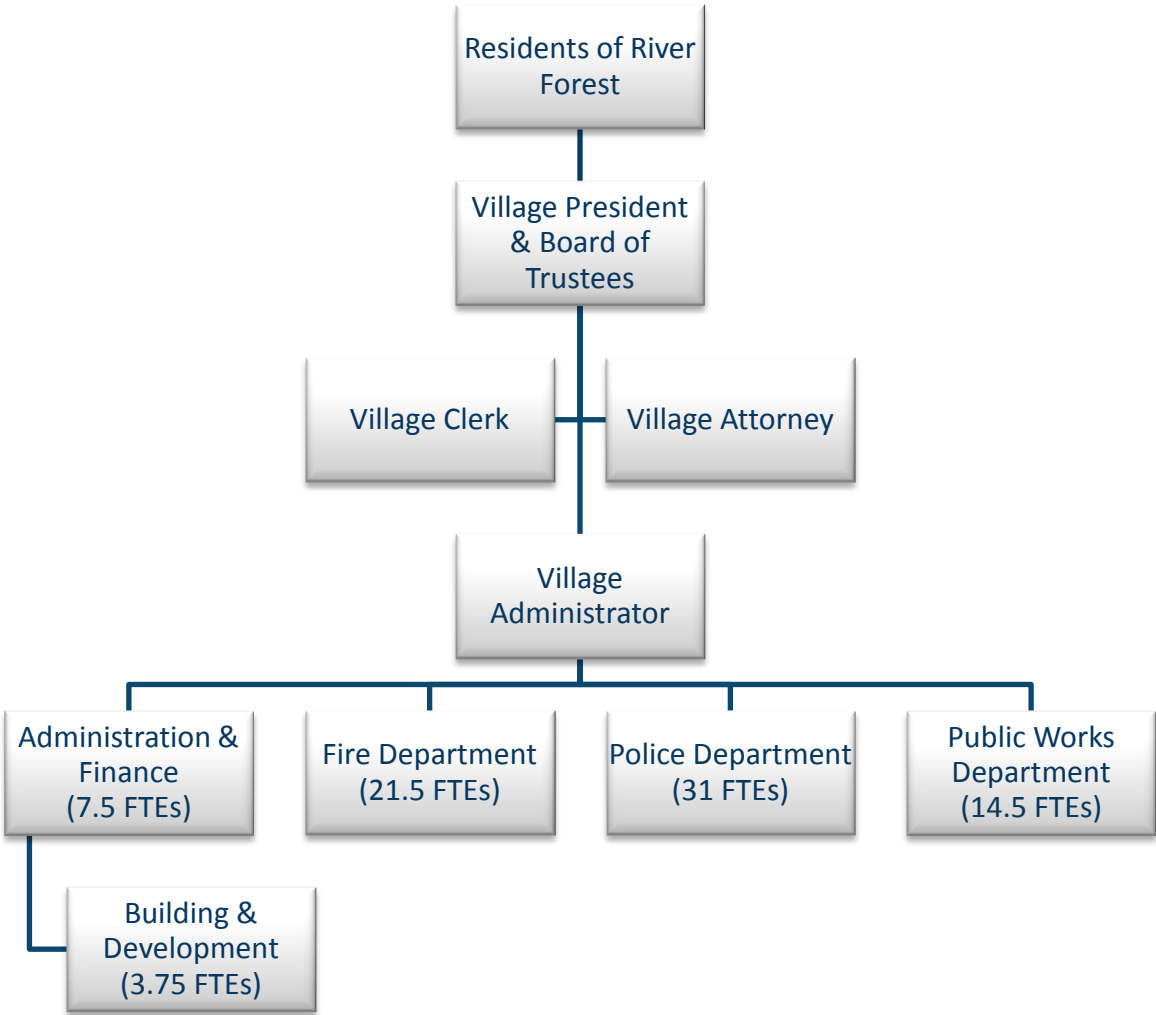 Residents of River
Forest
Village President
& Board of
Trustees
Village Clerk
Village Attorney
Village
Administrator
Administration &
Finance
(7.5 FTEs)
Fire Department
(21.5 FTEs)
Police Department
(31 FTEs)
Public Works
Department
(14.5 FTEs)
Building &
Development
(3.75 FTEs)